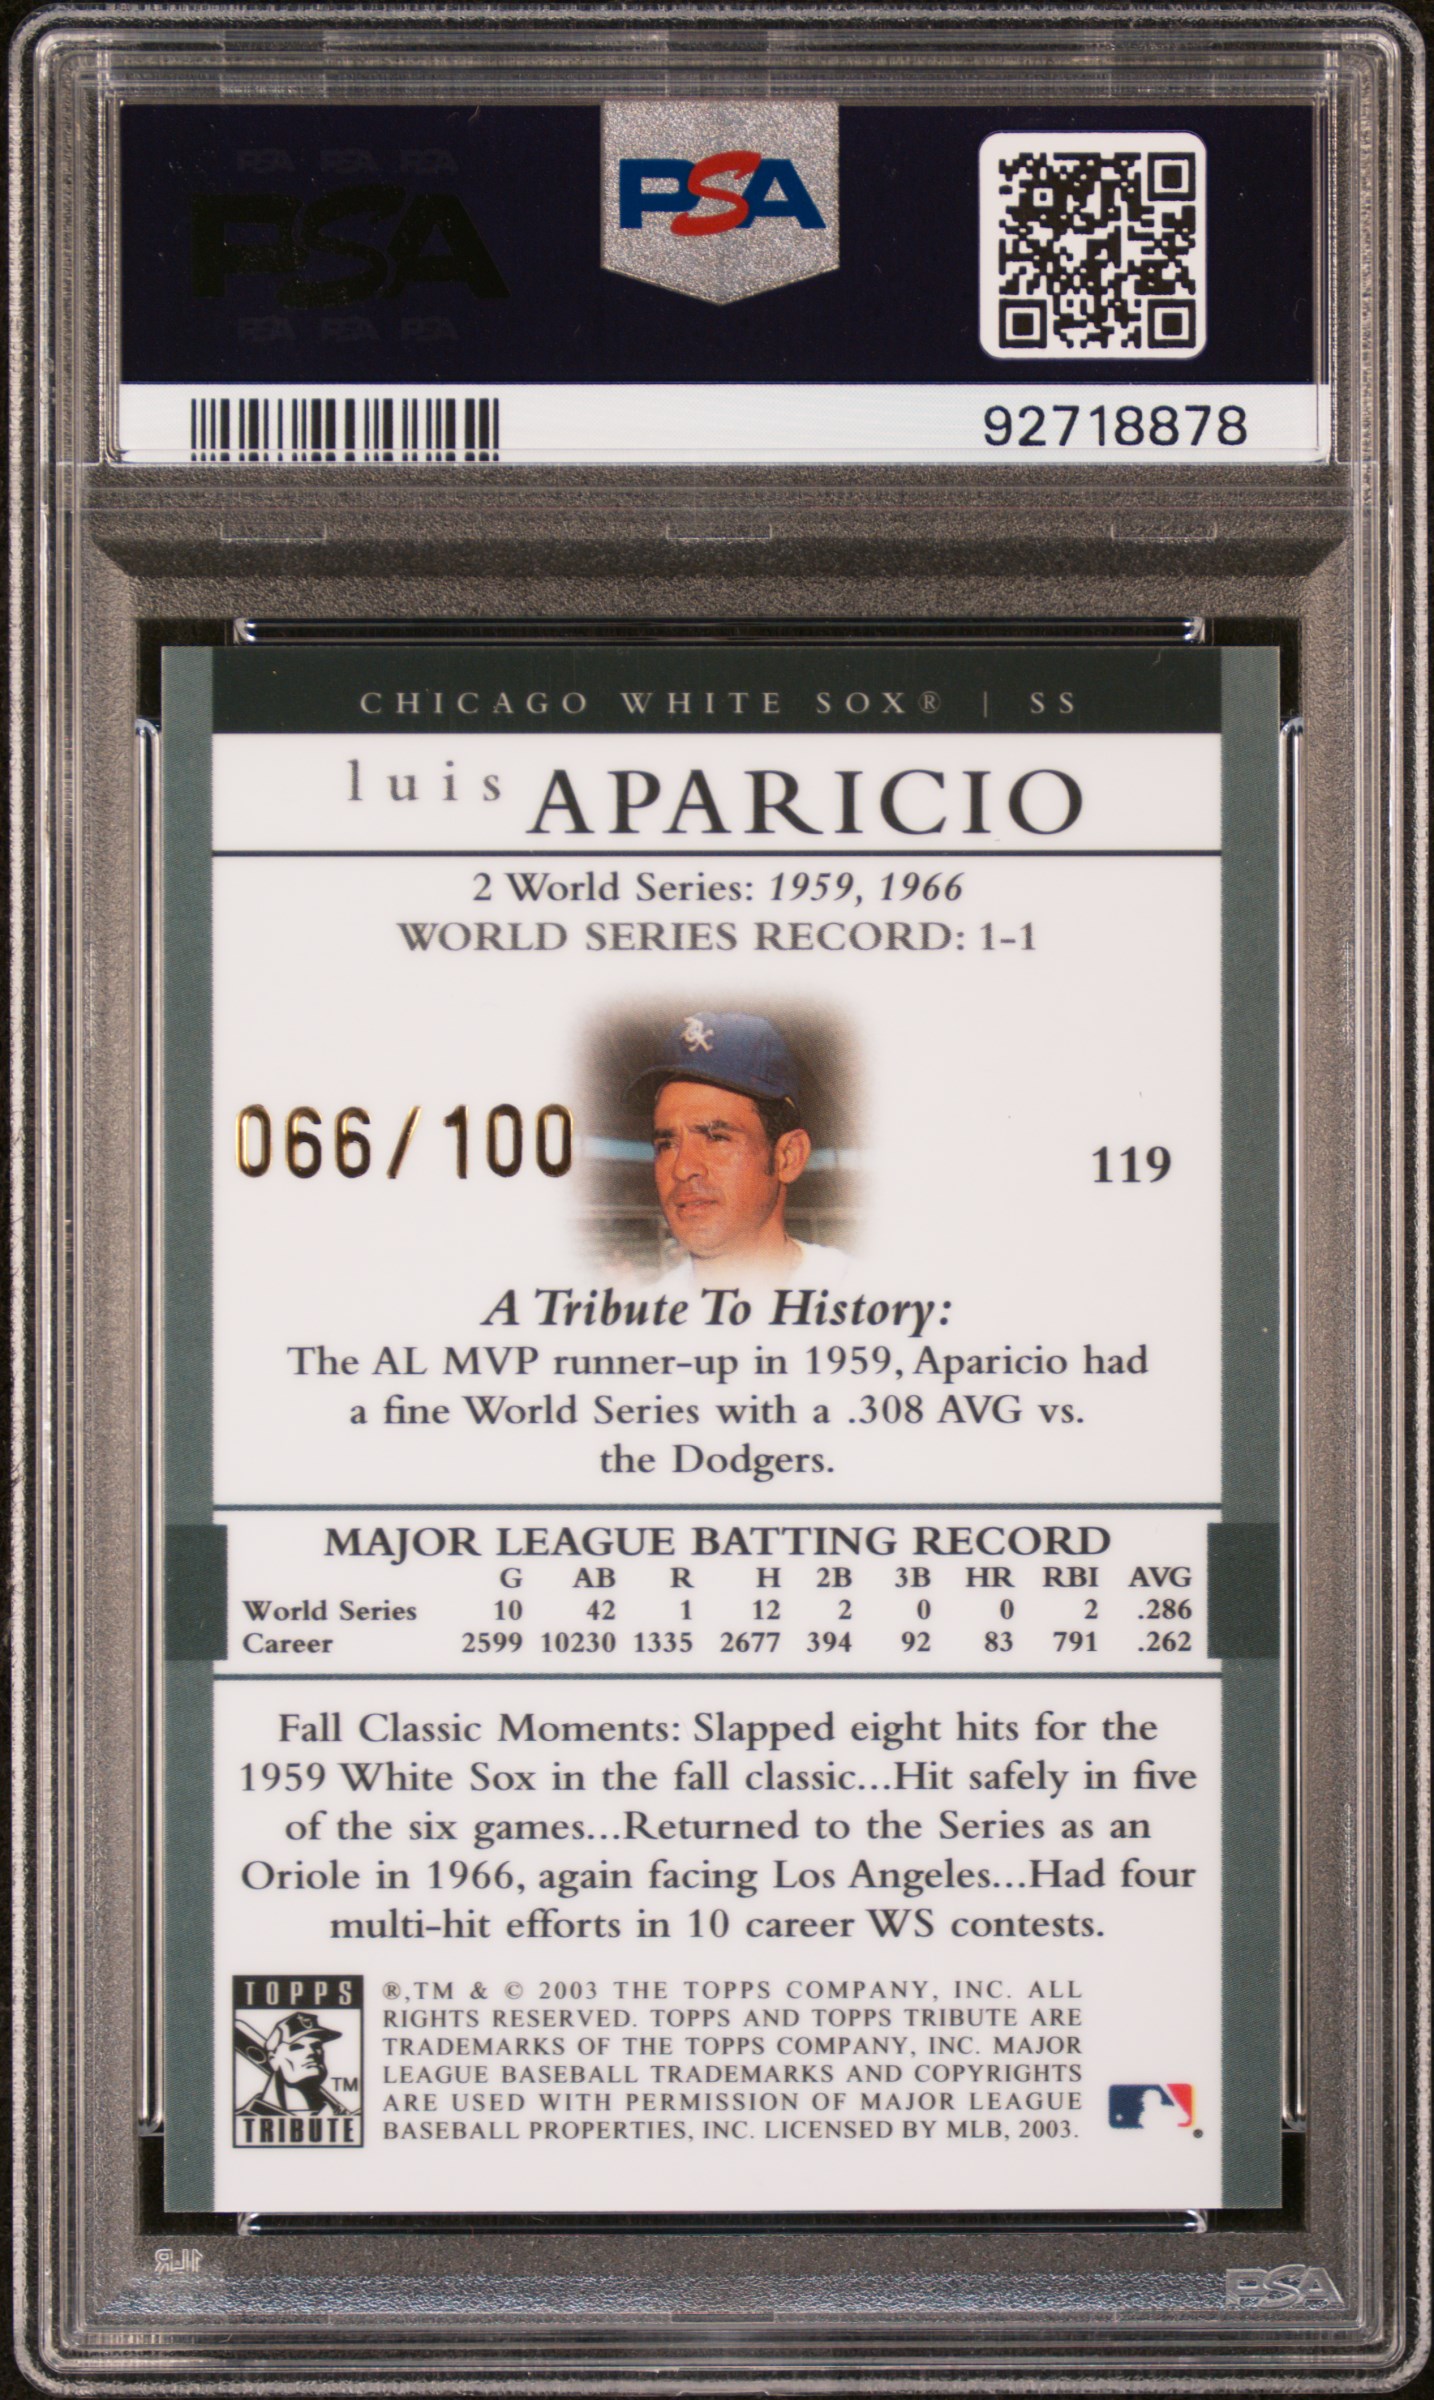 PSA PSA PSA
PSA
PSA PSA PSA
PSA
92718878
CHICAGO WHITE SOX® | SS
luis APARICIO
2 World Series: 1959, 1966
WORLD SERIES RECORD: 1-1
066/100
119
A Tribute To History:
The AL MVP runner-up in 1959, Aparicio had
a fine World Series with a .308 AVG vs.
the Dodgers.
MAJOR LEAGUE BATTING RECORD
G AB R H 2B 3B HR RBI AVG
World Series 10 42 1 12 2 0 0 2 .286
Career 2599 10230 1335 2677 394 92 83 791 .262
Fall Classic Moments: Slapped eight hits for the
1959 White Sox in the fall classic...Hit safely in five
of the six games...Returned to the Series as an
Oriole in 1966, again facing Los Angeles...Had four
multi-hit efforts in 10 career WS contests.
TOPPS
TM
TRIBUTE
®,TM & © 2003 THE TOPPS COMPANY, INC. ALL
RIGHTS RESERVED. TOPPS AND TOPPS TRIBUTE ARE
TRADEMARKS OF THE TOPPS COMPANY, INC. MAJOR
LEAGUE BASEBALL TRADEMARKS AND COPYRIGHTS
ARE USED WITH PERMISSION OF MAJOR LEAGUE
BASEBALL PROPERTIES, INC. LICENSED BY MLB, 2003.
PSA